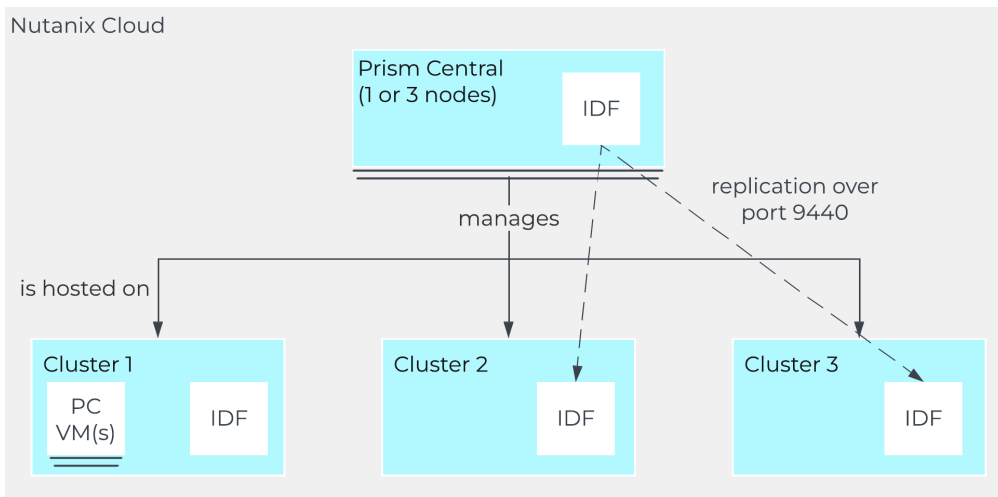 Nutanix Cloud
Prism Central
(1 or 3 nodes)
IDF
replication over
port 9440
manages
is hosted on
Cluster 1
PC
VM(s)
IDF
Cluster 2
IDF
Cluster 3
IDF